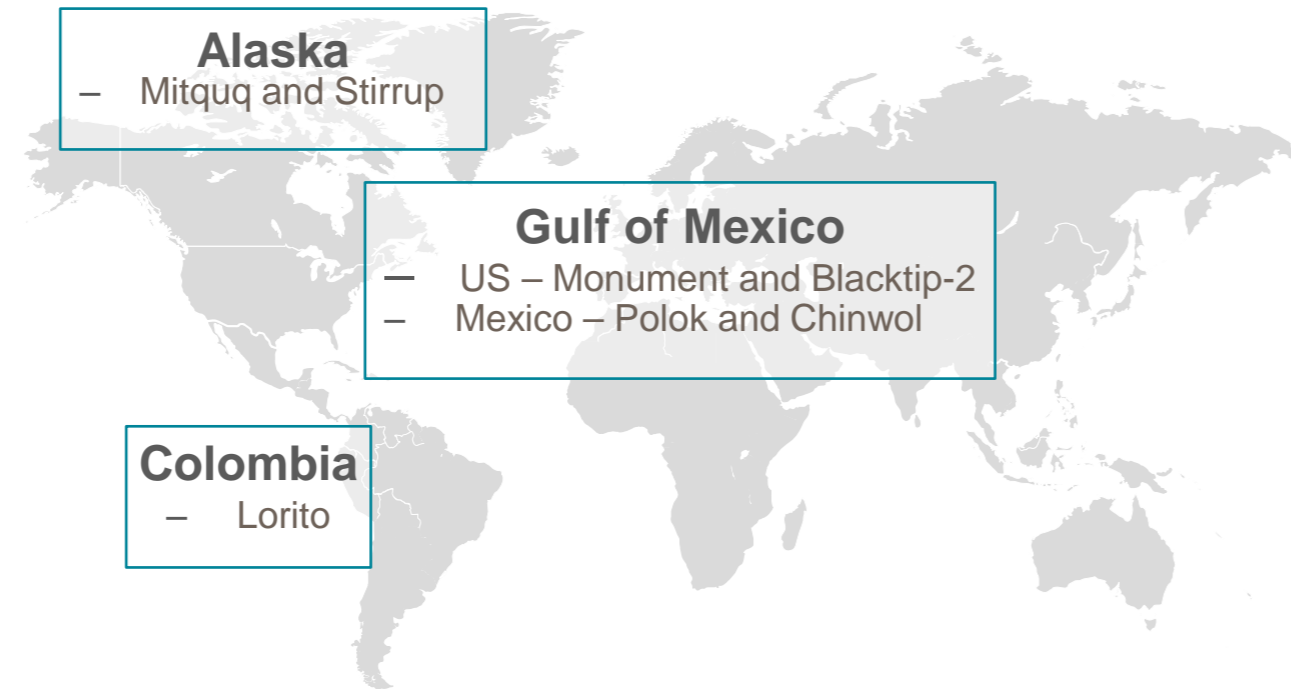 Alaska
– Mitquq and Stirrup
Gulf of Mexico
– US – Monument and Blacktip-2
– Mexico – Polok and Chinwol
Colombia
– Lorito